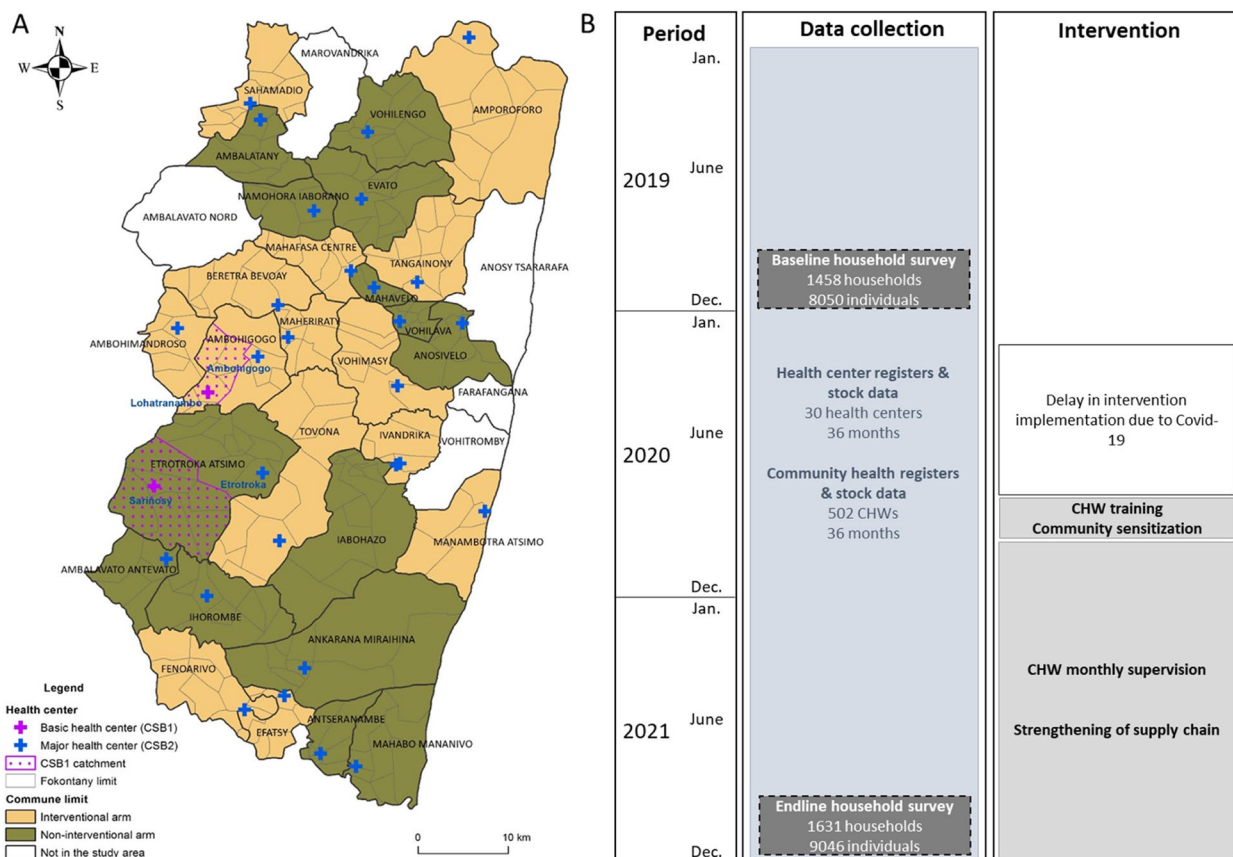 A
N
W
E
S
MAROVANDRIKA
SAHAMADIO
AMPOROFORO
VOHILENGO
AMBALATANY
EVATO
NAMOHORA IABORANO
AMBALAVATO NORD
MAHAFASA CENTRE
TANGAINONY
ANOSY TSARARAFA
BERETRA BEVOAY
MAHAVELO
MAHERIRATY
VOHILAVA
AMBOHIMANDROSO
AMBOHIGOGO
VOHIMASY
ANOSIVELO
Ambohigogo
FARAFANGANA
Lohatranambo
TOVONA
IVANDRIKA
VOHITROMBY
ETROTROKA ATSIMO
Etrotroka
Sarinosy
IABOHAZO
MANAMBOTRA ATSIMO
AMBALAVATO ANTEVATO
IHOROMBE
ANKARANA MIRAIHINA
FENOARIVO
ANTSERANAMBE
EFATSY
MAHABO MANANIVO
Legend
Health center
Basic health center (CSB1)
Major health center (CSB2)
CSB1 catchment
Fokontany limit
Commune limit
Interventional arm
Non-interventional arm
Not in the study area
0 10 km
B
Period
Jan.
June
2019
Dec.
Jan.
June
2020
Dec.
Jan.
June
2021
Dec.
Data collection
Baseline household survey
1458 households
8050 individuals
Health center registers &
stock data
30 health centers
36 months
Community health registers
& stock data
502 CHWs
36 months
Endline household survey
1631 households
9046 individuals
Intervention
Delay in intervention
implementation due to Covid-
19
CHW training
Community sensitization
CHW monthly supervision
Strengthening of supply chain